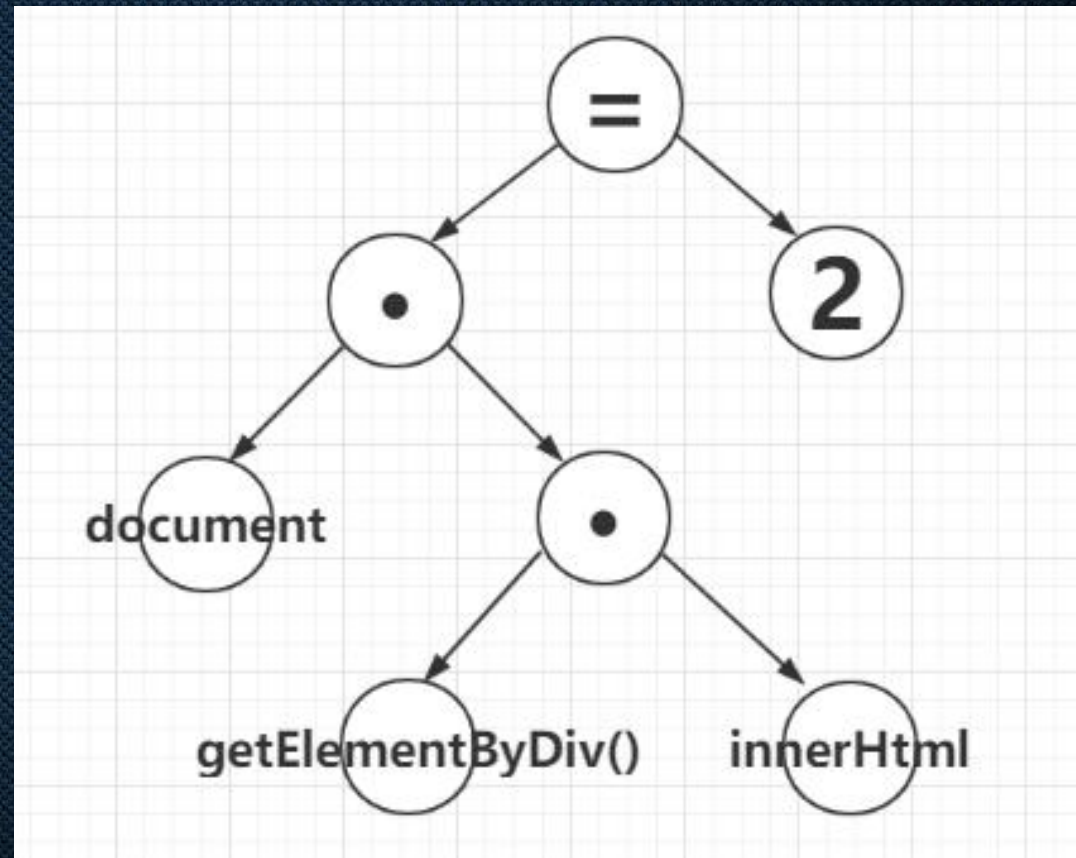 =
•
2
document
•
getElementByDiv()
innerHtml